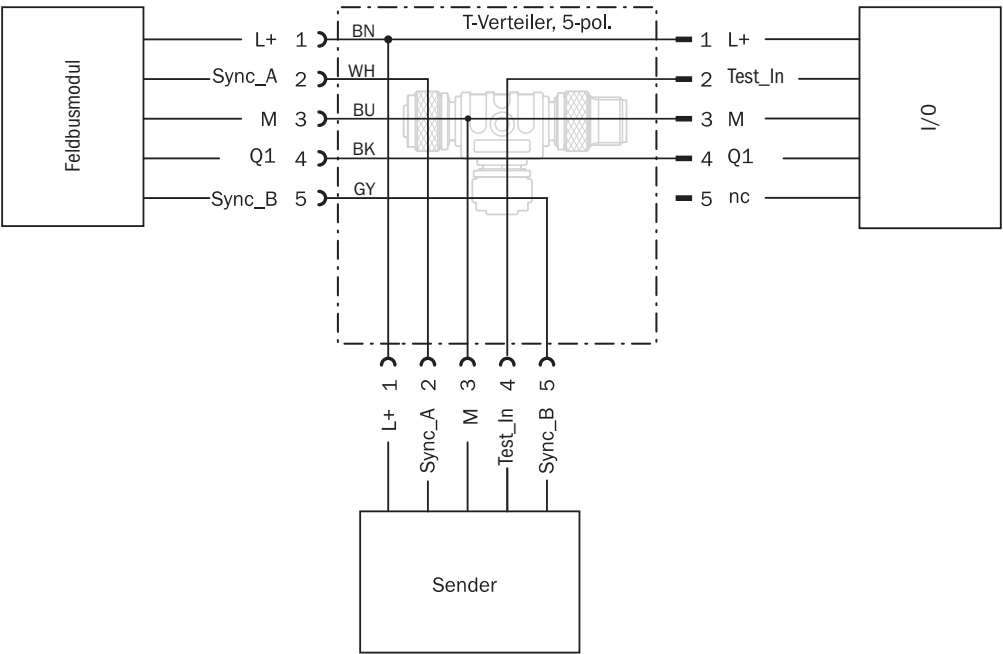 T-Verteiler, 5-pol.
Feldbusmodul
L+ 1 BN 1 L+
Sync_A 2 WH 2 Test_In
M 3 BU 3 M
Q1 4 BK 4 Q1
Sync_B 5 GY 5 nc
I/0
1 2 3 4 5
L+ Sync_A M Test_In Sync_B
Sender